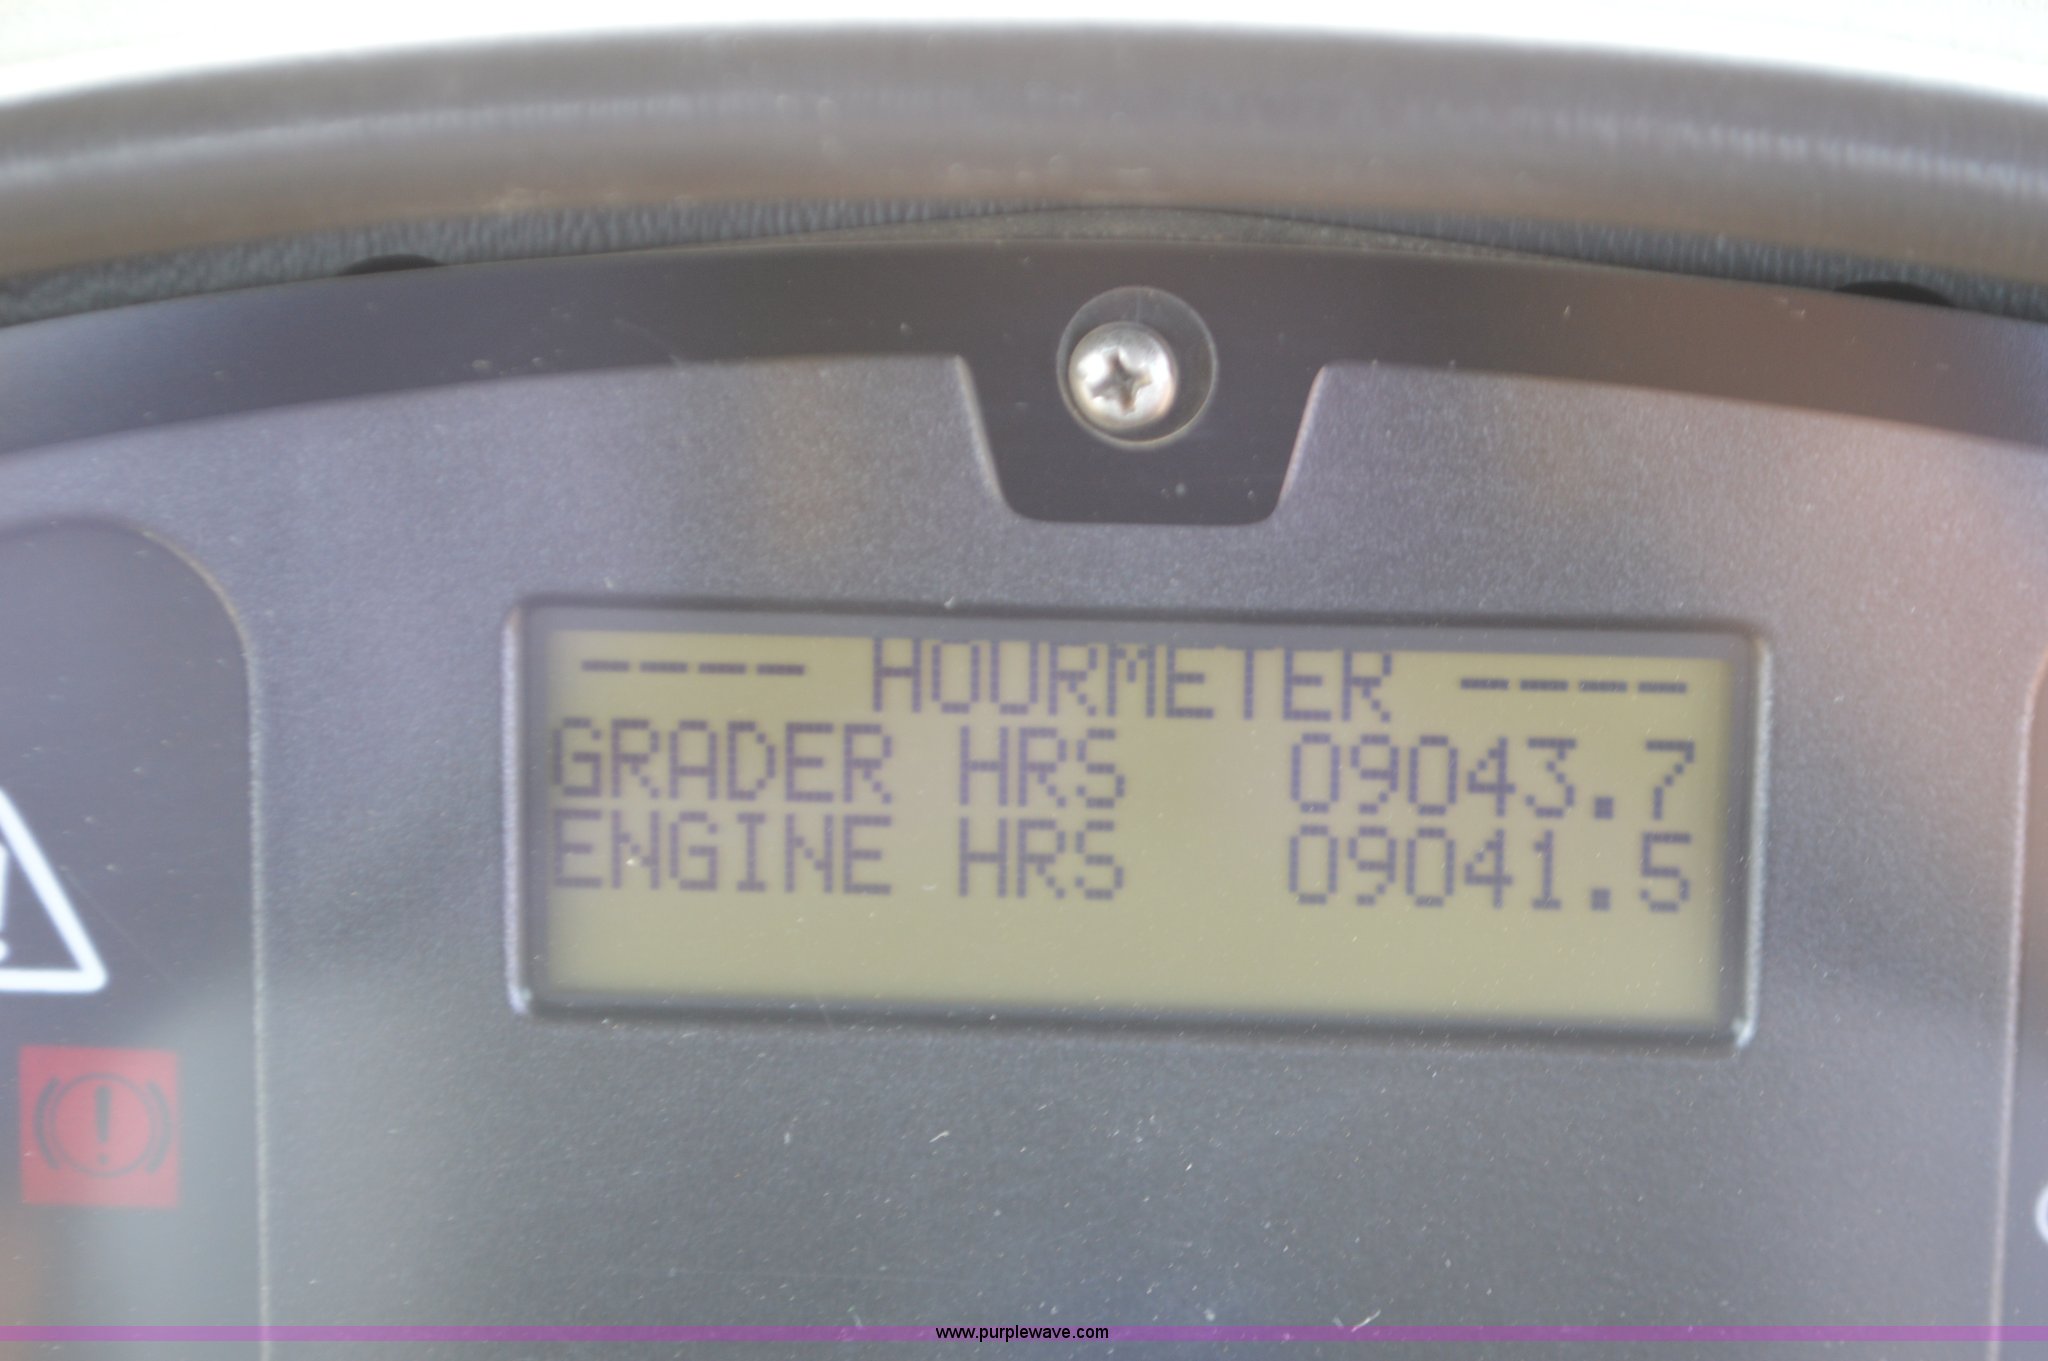 ---- HOURMETER ----
GRADER HRS 09043.7
ENGINE HRS 09041.5
www.purplewave.com